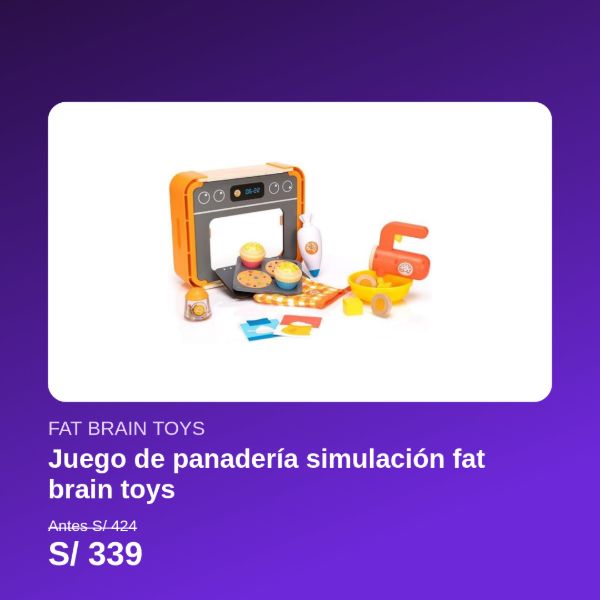 FAT BRAIN TOYS
Juego de panadería simulación fat
brain toys
Antes S/ 424
S/ 339